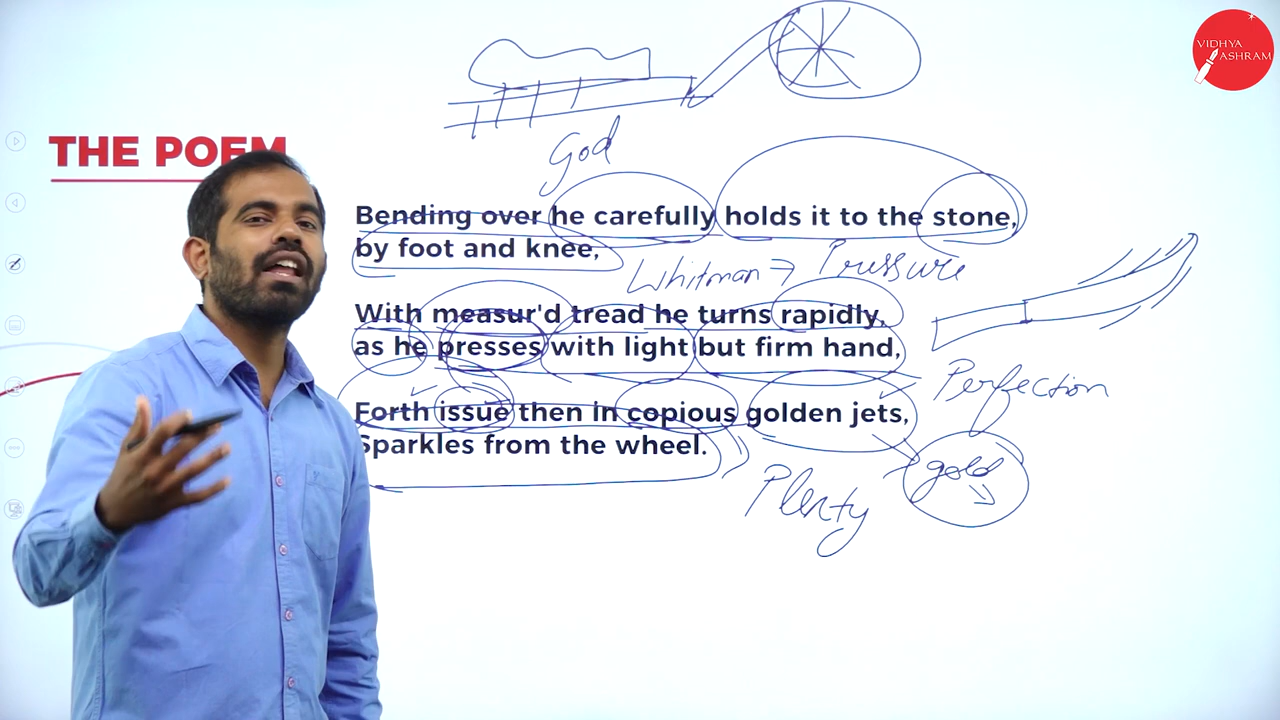 VIDHYA
ASHRAM
THE POEM
God
Bending over he carefully holds it to the stone,
by foot and knee,
Whitman → Pressure
With measur'd tread he turns rapidly,
as he presses with light but firm hand,
Perfection
Forth issue then in copious golden jets,
Sparkles from the wheel.
gold
Plenty